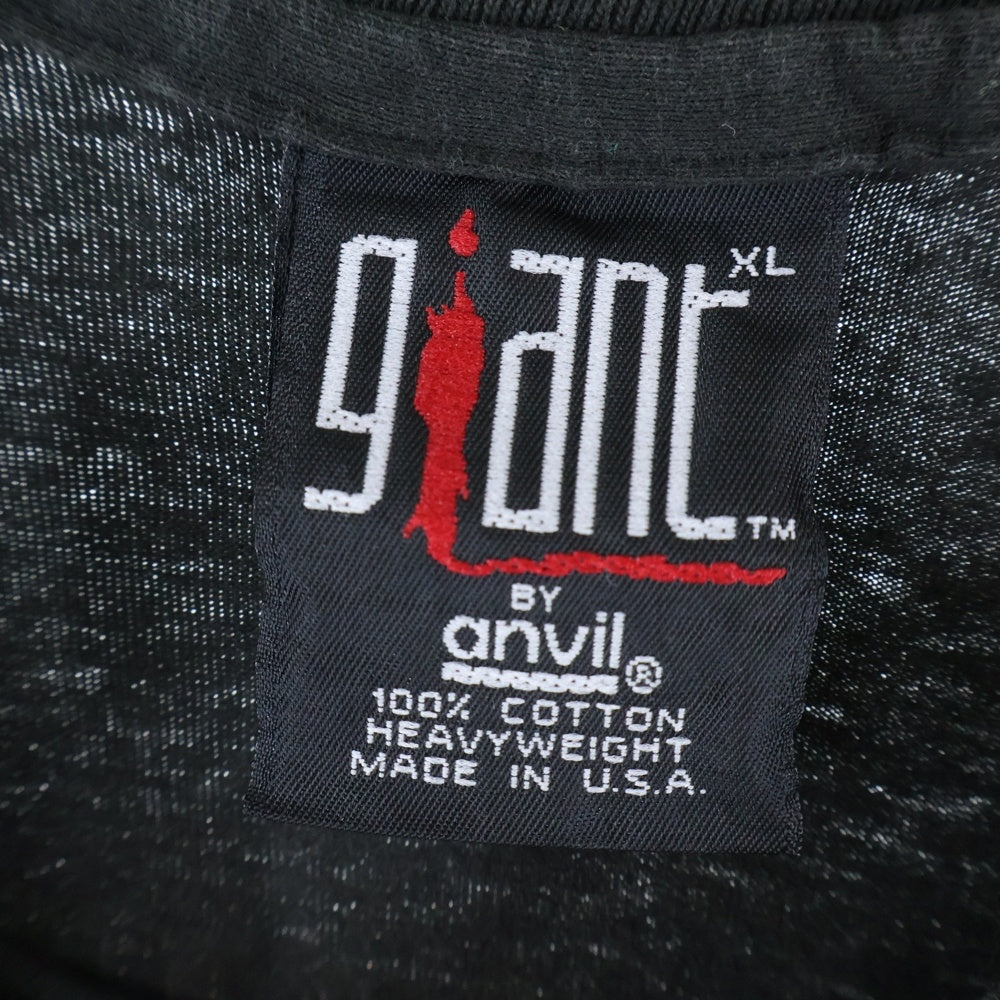 giant XL TM
BY
anvil®
100% COTTON
HEAVYWEIGHT
MADE IN U.S.A.